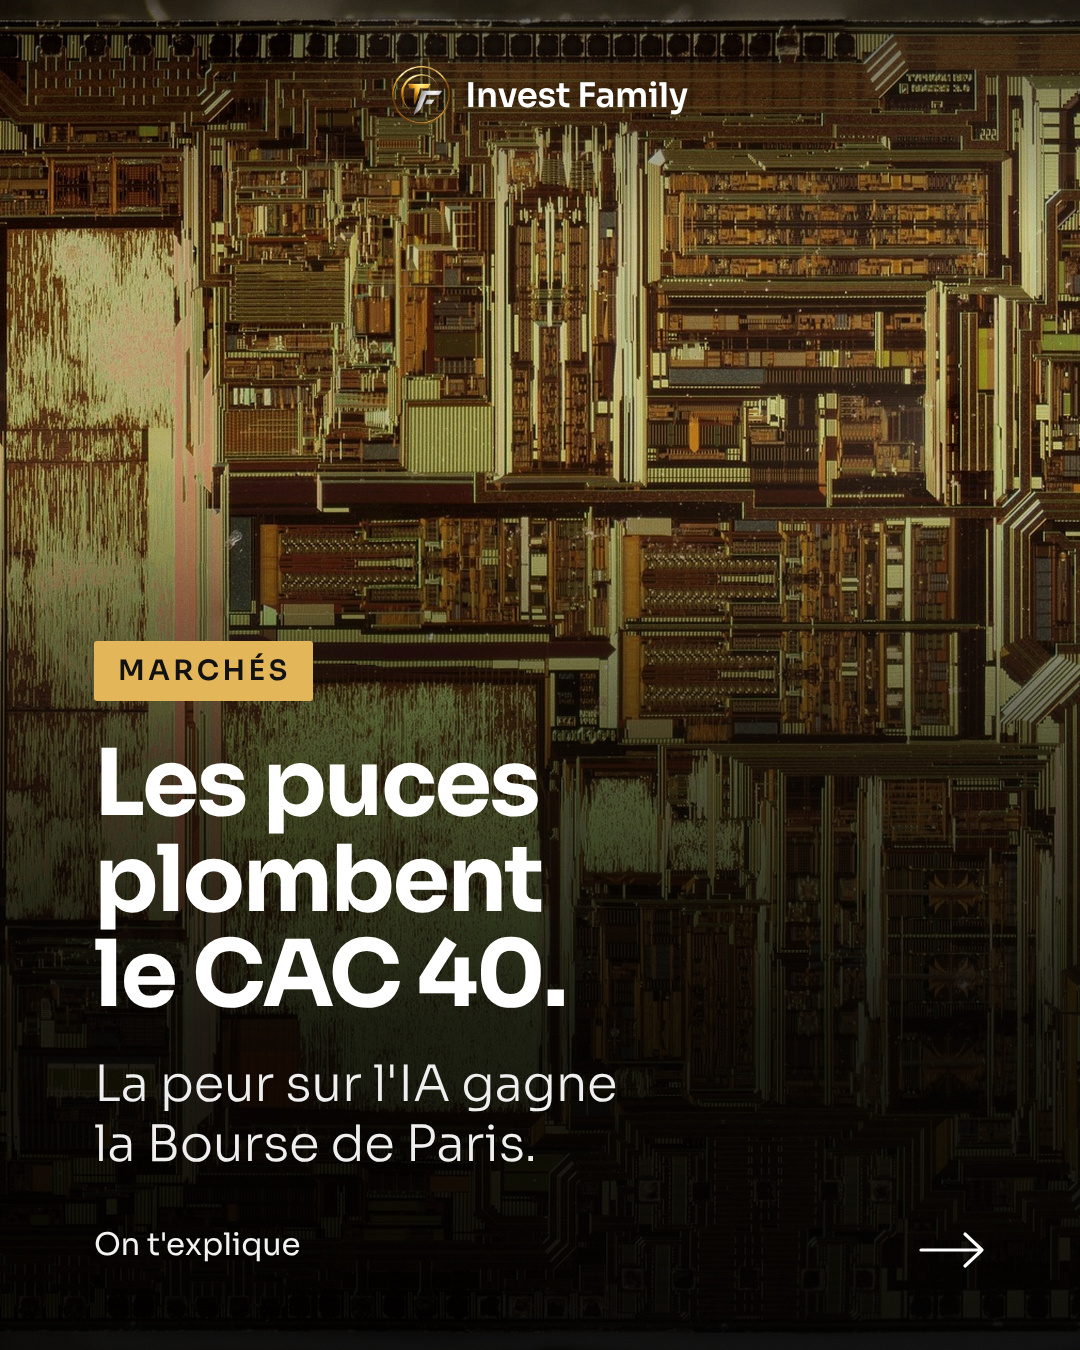 Invest Family
MARCHÉS
Les puces
plombent
le CAC 40.
La peur sur l'IA gagne
la Bourse de Paris.
On t'explique